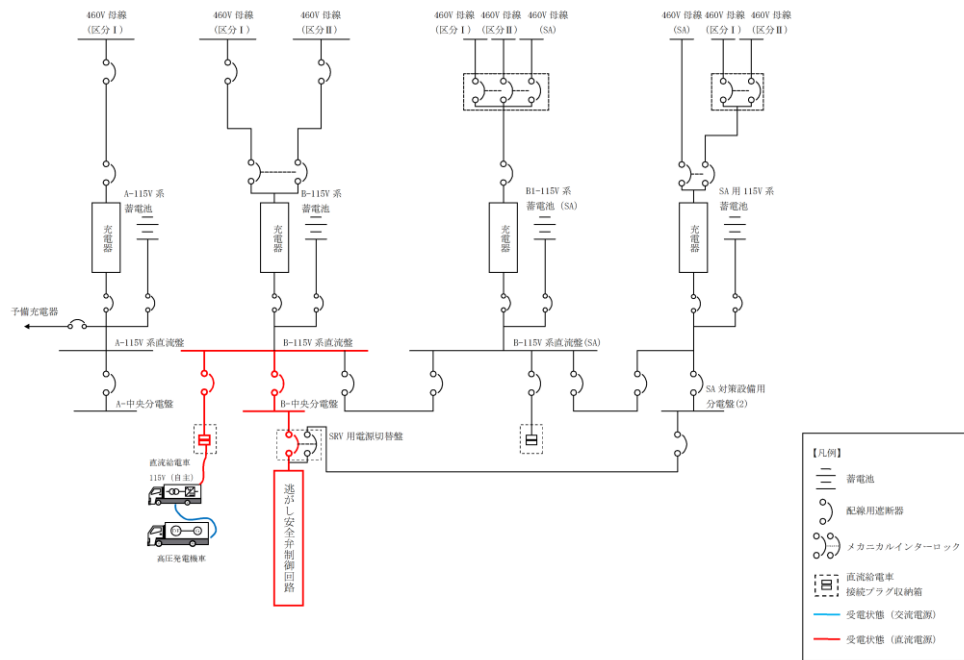 460V 母線
(区分Ⅰ)
460V 母線
(区分Ⅰ)
460V 母線
(区分Ⅱ)
460V 母線
(区分Ⅰ)
460V 母線
(区分Ⅱ)
460V 母線
(SA)
460V 母線
(SA)
460V 母線
(区分Ⅰ)
460V 母線
(区分Ⅱ)
A-115V 系
蓄電池
充電器
B-115V 系
蓄電池
充電器
B1-115V 系
蓄電池(SA)
充電器
SA 用 115V 系
蓄電池
充電器
予備充電器
A-115V 系直流盤
B-115V 系直流盤
B-115V 系直流盤(SA)
A-中央分電盤
B-中央分電盤
SA 対策設備用
分電盤(2)
SRV 用電源切替盤
直流給電車
115V (自主)
高圧発電機車
逃がし安全弁制御回路
【凡例】
蓄電池
配線用遮断器
メカニカルインターロック
直流給電車
接続プラグ収納箱
受電状態 (交流電源)
受電状態 (直流電源)